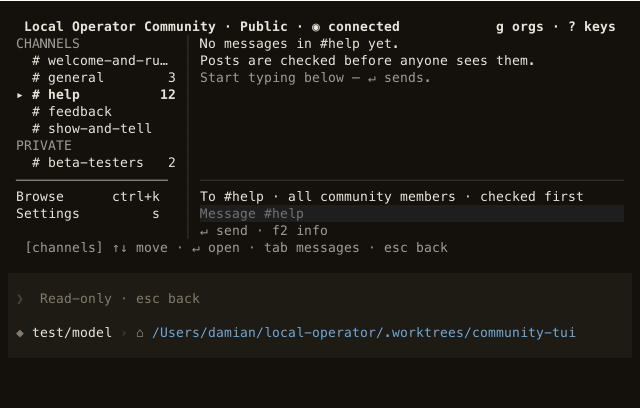 Local Operator Community · Public · ◉ connected g orgs · ? keys
CHANNELS
# welcome-and-ru…
# general 3
▸ # help 12
# feedback
# show-and-tell
PRIVATE
# beta-testers 2
Browse ctrl+k
Settings s
No messages in #help yet.
Posts are checked before anyone sees them.
Start typing below — ↵ sends.
To #help · all community members · checked first
Message #help
↵ send · f2 info
[channels] ↑↓ move · ↵ open · tab messages · esc back
❯ Read-only · esc back
◆ test/model › ⌂ /Users/damian/local-operator/.worktrees/community-tui